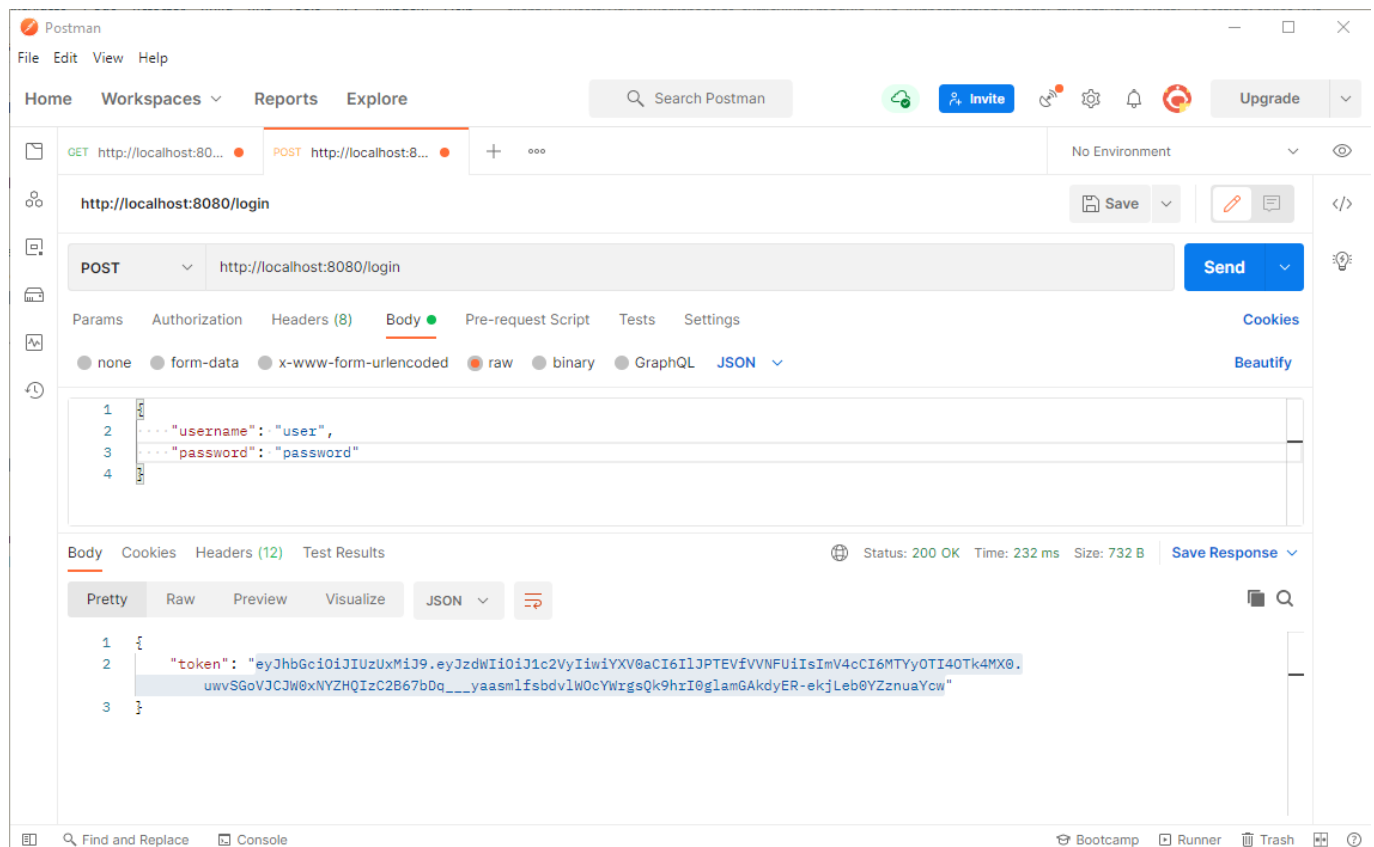 Postman
File Edit View Help
Home Workspaces Reports Explore Search Postman Invite Upgrade
GET http://localhost:80... POST http://localhost:8... No Environment
http://localhost:8080/login Save
POST http://localhost:8080/login Send
Params Authorization Headers (8) Body Pre-request Script Tests Settings Cookies
none form-data x-www-form-urlencoded raw binary GraphQL JSON Beautify
1 {
2 "username": "user",
3 "password": "password"
4 }
Body Cookies Headers (12) Test Results Status: 200 OK Time: 232 ms Size: 732 B Save Response
Pretty Raw Preview Visualize JSON
1 {
2 "token": "eyJhbGciOiJIUzUxMiJ9.eyJzdWIiOiJ1c2VyIiwiYXV0aCI6IlJPTEVfVVNFUiIsImV4cCI6MTYyOTI4OTk4MX0.
uwvSGoVJCJW0xNYZHQIzC2B67bDq___yaasmlfsbdvlWOcYWrgsQk9hrI0glamGAkdyER-ekjLeb0YZznuaYcw"
3 }
Find and Replace Console Bootcamp Runner Trash